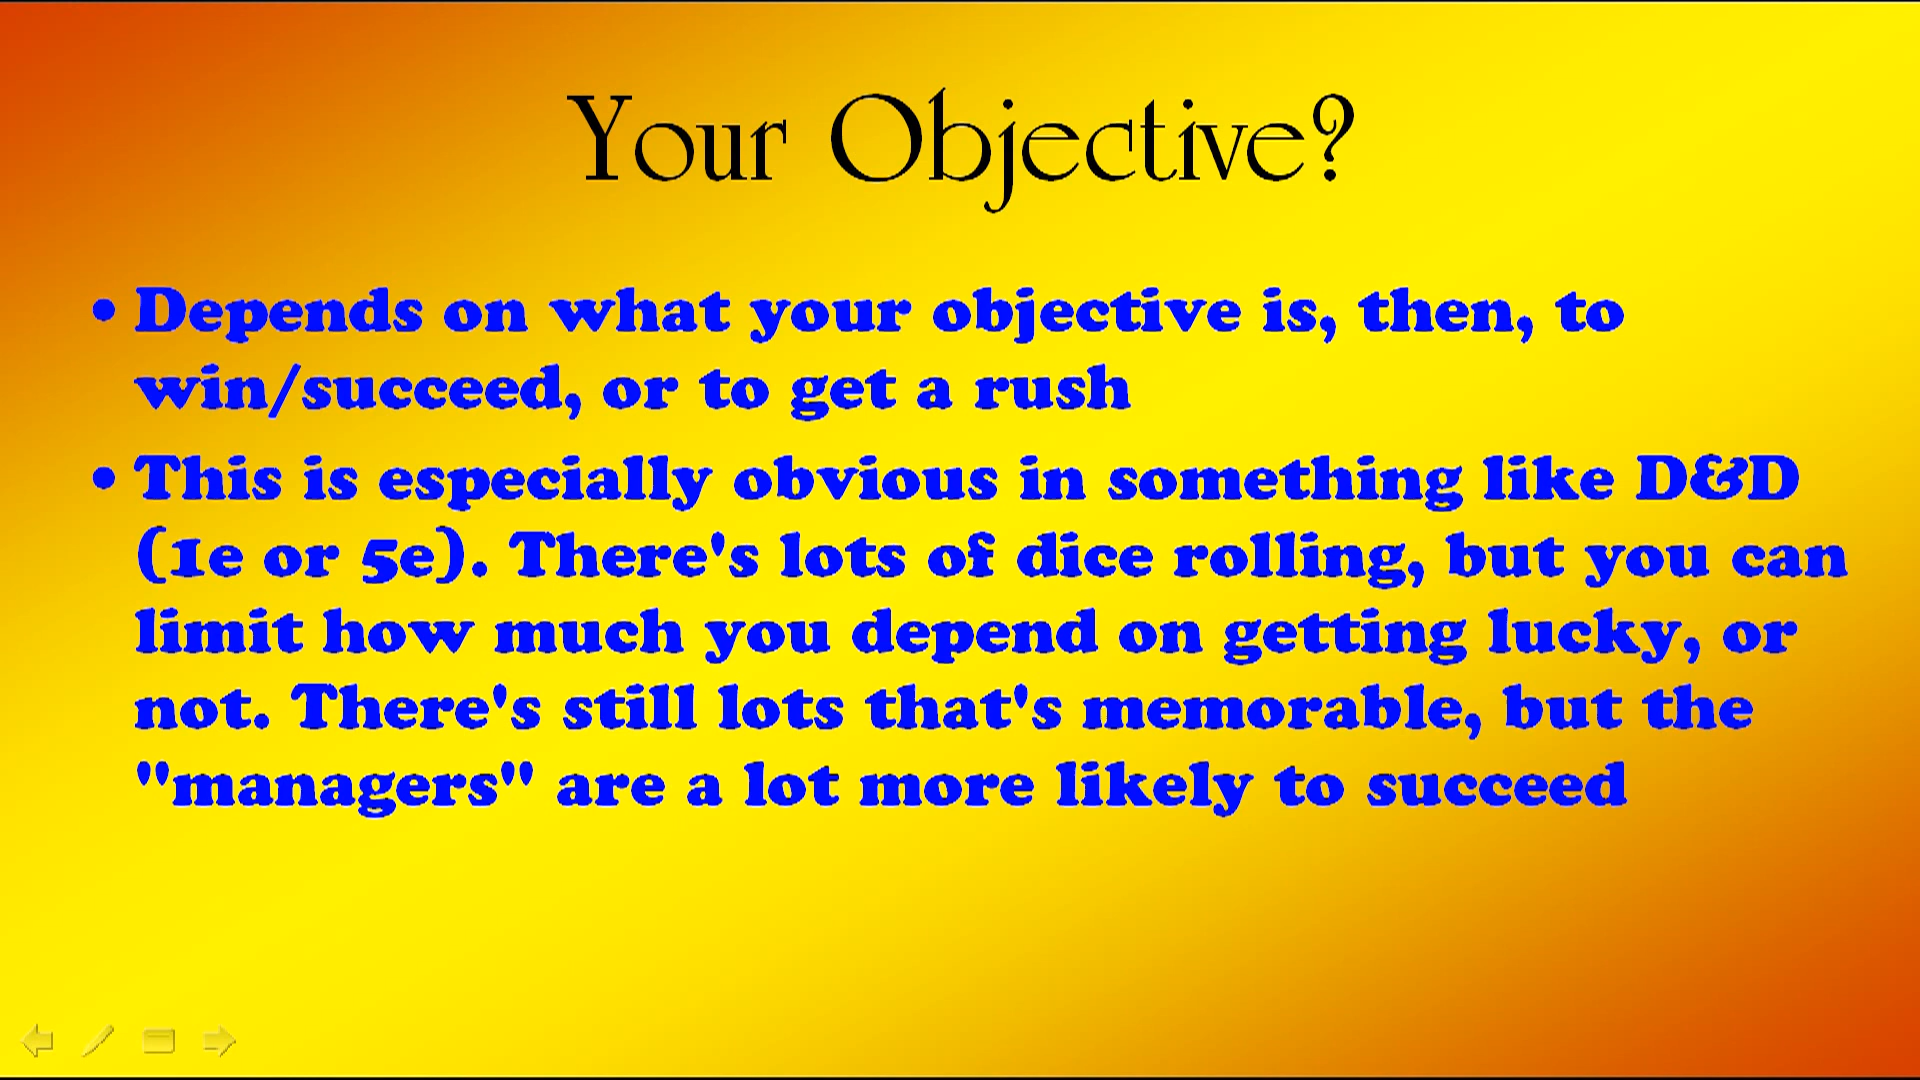 Your Objective?
• Depends on what your objective is, then, to
win/succeed, or to get a rush
• This is especially obvious in something like D&D
(1e or 5e). There's lots of dice rolling, but you can
limit how much you depend on getting lucky, or
not. There's still lots that's memorable, but the
"managers" are a lot more likely to succeed